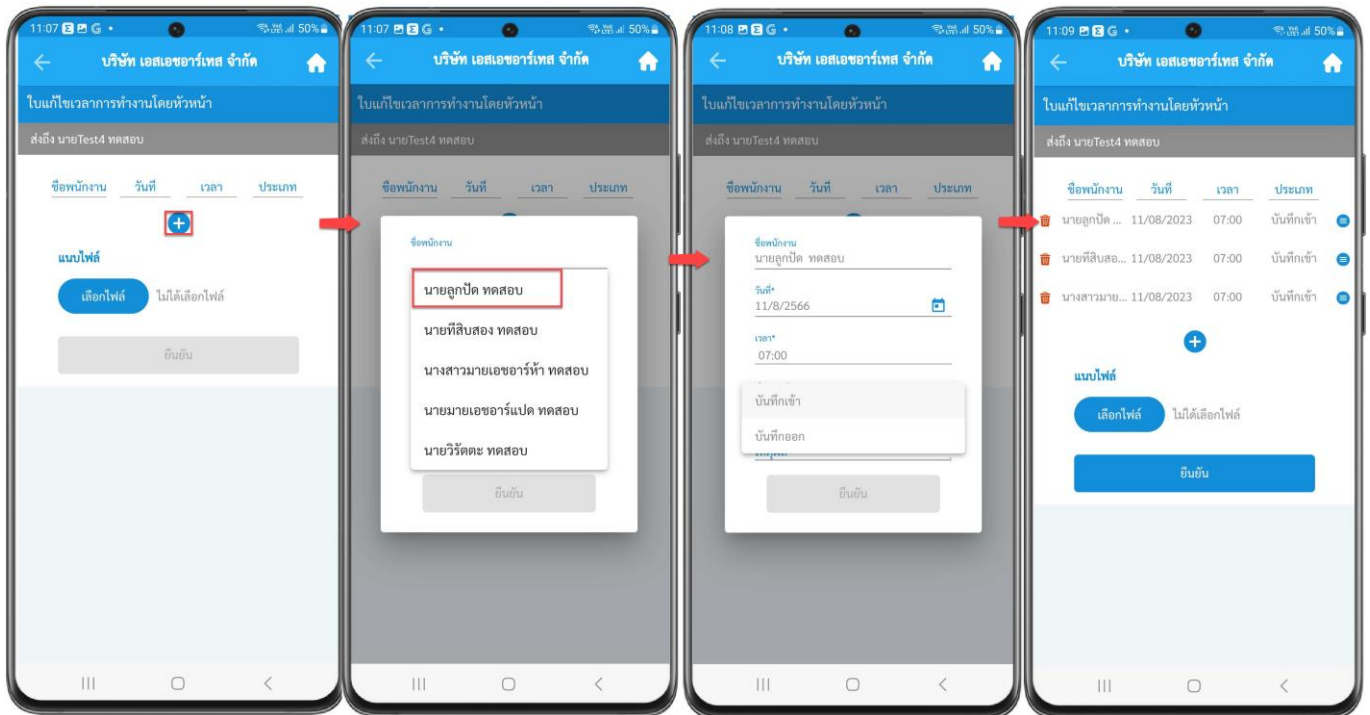 11:07
50%
บริษัท เอสเอชอาร์เทส จำกัด
ใบแก้ไขเวลาการทำงานโดยหัวหน้า
ส่งถึง นายTest4 ทดสอบ
ชื่อพนักงาน วันที่ เวลา ประเภท
แนบไฟล์
เลือกไฟล์ ไม่ได้เลือกไฟล์
ยืนยัน
11:07
50%
บริษัท เอสเอชอาร์เทส จำกัด
ใบแก้ไขเวลาการทำงานโดยหัวหน้า
ส่งถึง นายTest4 ทดสอบ
ชื่อพนักงาน วันที่ เวลา ประเภท
ชื่อพนักงาน
นายลูกปัด ทดสอบ
นายทีสิบสอง ทดสอบ
นางสาวมายเอชอาร์ห้า ทดสอบ
นายมายเอชอาร์แปด ทดสอบ
นายวิรัตตะ ทดสอบ
ยืนยัน
11:08
50%
บริษัท เอสเอชอาร์เทส จำกัด
ใบแก้ไขเวลาการทำงานโดยหัวหน้า
ส่งถึง นายTest4 ทดสอบ
ชื่อพนักงาน วันที่ เวลา ประเภท
ชื่อพนักงาน
นายลูกปัด ทดสอบ
วันที่*
11/8/2566
เวลา*
07:00
บันทึกเข้า
บันทึกออก
ยืนยัน
11:09
50%
บริษัท เอสเอชอาร์เทส จำกัด
ใบแก้ไขเวลาการทำงานโดยหัวหน้า
ส่งถึง นายTest4 ทดสอบ
ชื่อพนักงาน วันที่ เวลา ประเภท
นายลูกปัด ... 11/08/2023 07:00 บันทึกเข้า
นายทีสิบสอ... 11/08/2023 07:00 บันทึกเข้า
นางสาวมาย... 11/08/2023 07:00 บันทึกเข้า
แนบไฟล์
เลือกไฟล์ ไม่ได้เลือกไฟล์
ยืนยัน